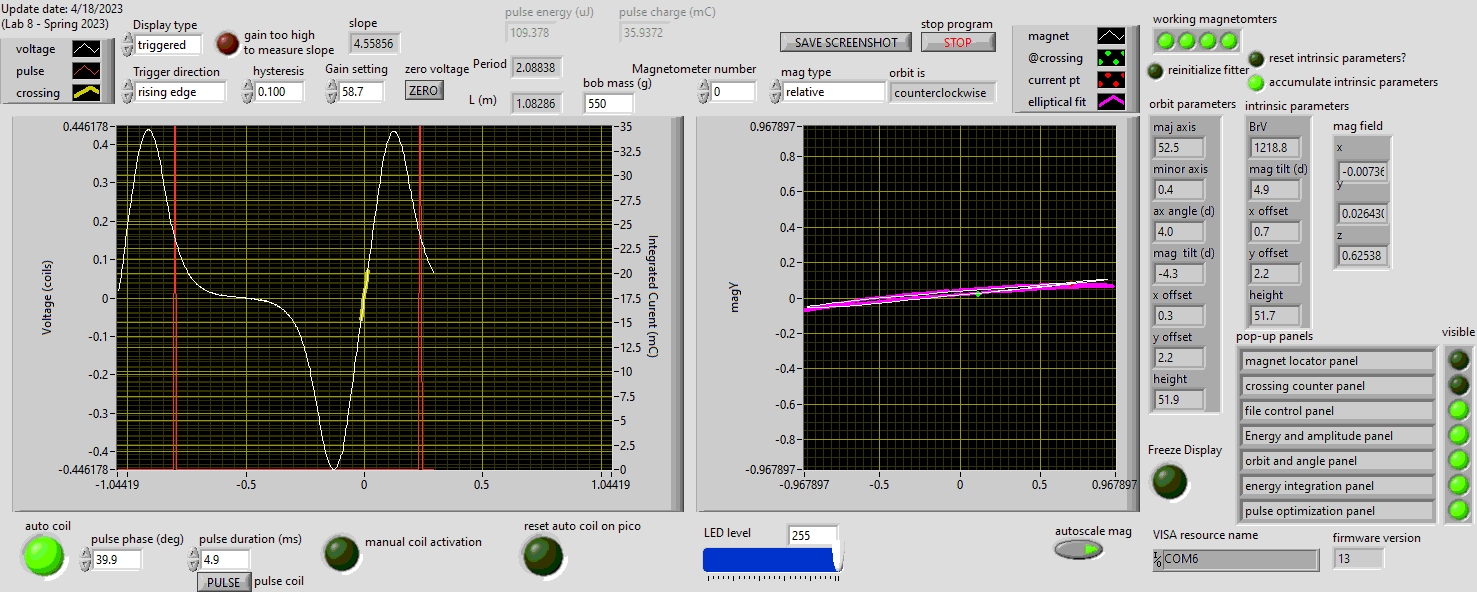 Update date: 4/18/2023
(Lab 8 - Spring 2023)
voltage
pulse
crossing
Display type
triggered
gain too high
to measure slope
slope
4.55856
Trigger direction
rising edge
hysteresis
0.100
Gain setting
58.7
zero voltage
ZERO
pulse energy (uJ)
109.378
pulse charge (mC)
35.9372
Period
2.08838
L (m)
1.08286
bob mass (g)
550
SAVE SCREENSHOT
stop program
STOP
Magnetometer number
0
mag type
relative
orbit is
counterclockwise
magnet
@crossing
current pt
elliptical fit
working magnetomters
reinitialize fitter
reset intrinsic parameters?
accumulate intrinsic parameters
orbit parameters
maj axis
52.5
minor axis
0.4
ax angle (d)
4.0
mag tilt (d)
-4.3
x offset
0.3
y offset
2.2
height
51.9
intrinsic parameters
BrV
1218.8
mag tilt (d)
4.9
x offset
0.7
y offset
2.2
height
51.7
mag field
x
-0.00736
y
0.02643(
z
0.62538
Voltage (coils)
0.446178
0.4
0.3
0.2
0.1
0
-0.1
-0.2
-0.3
-0.4
-0.446178
-1.04419
-0.5
0
0.5
1.04419
35
32.5
30
27.5
25
22.5
20
17.5
15
12.5
10
7.5
5
2.5
0
Integrated Curent (mC)
magy
0.967897
0.8
0.6
0.4
0.2
0
-0.2
-0.4
-0.6
-0.8
-0.967897
-0.967897
-0.5
0
0.5
0.967897
pop-up panels
visible
magnet locator panel
crossing counter panel
file control panel
Energy and amplitude panel
orbit and angle panel
energy integration panel
pulse optimization panel
Freeze Display
auto coil
pulse phase (deg)
39.9
pulse duration (ms)
4.9
PULSE
pulse coil
manual coil activation
reset auto coil on pico
LED level
255
autoscale mag
VISA resource name
COM6
firmware version
13